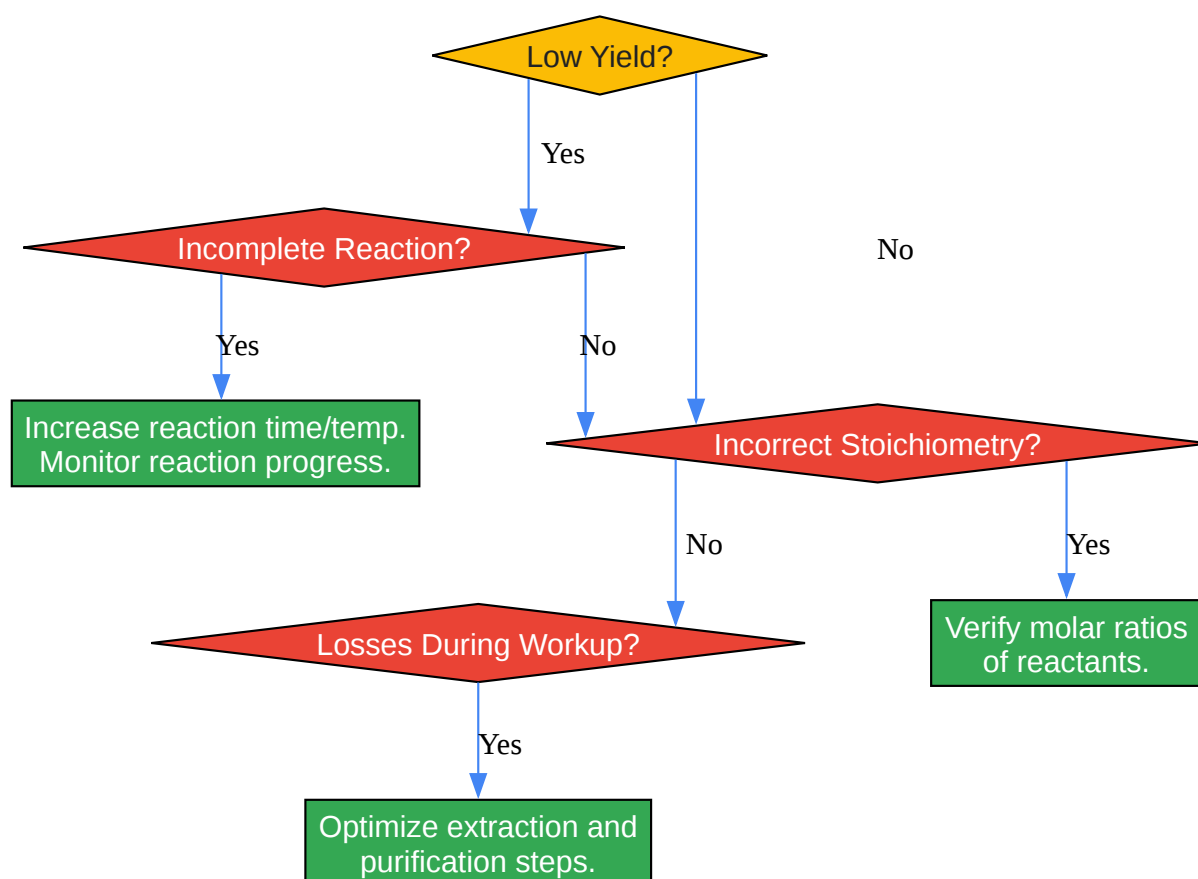 Low Yield?
Yes
Incomplete Reaction?
No
Yes
No
Increase reaction time/temp.
Monitor reaction progress.
Incorrect Stoichiometry?
No
Yes
Losses During Workup?
Verify molar ratios
of reactants.
Yes
Optimize extraction and
purification steps.